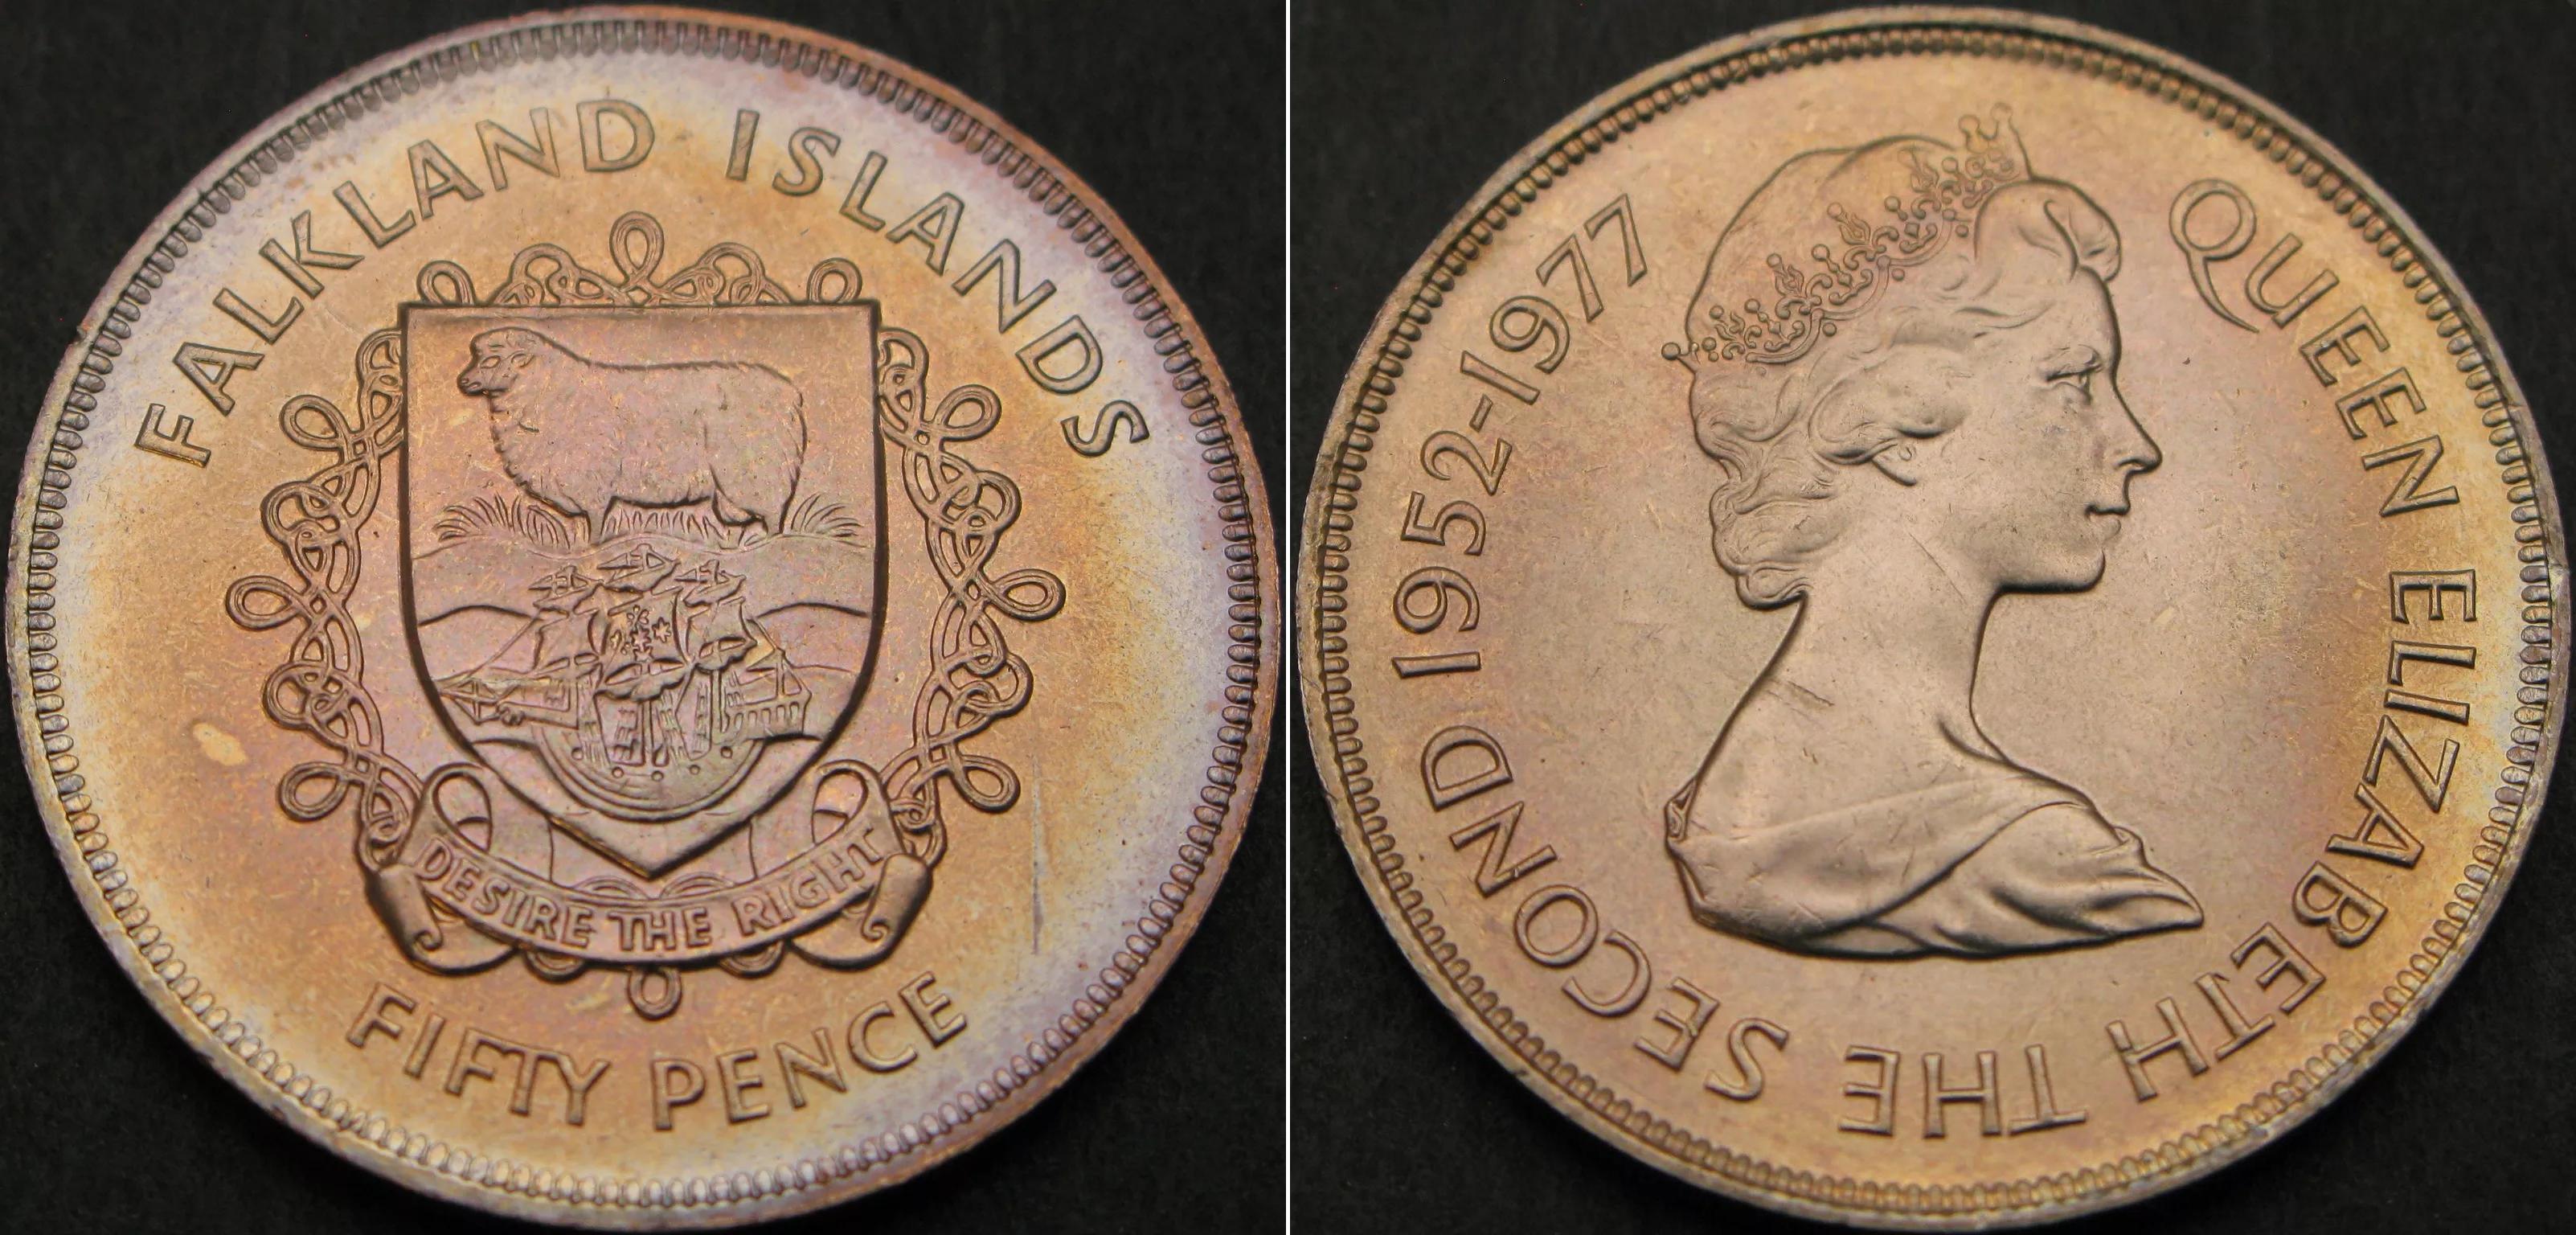 FALKLAND ISLANDS
DESIRE THE RIGHT
FIFTY PENCE
QUEEN ELIZABETH THE SECOND 1952-1977